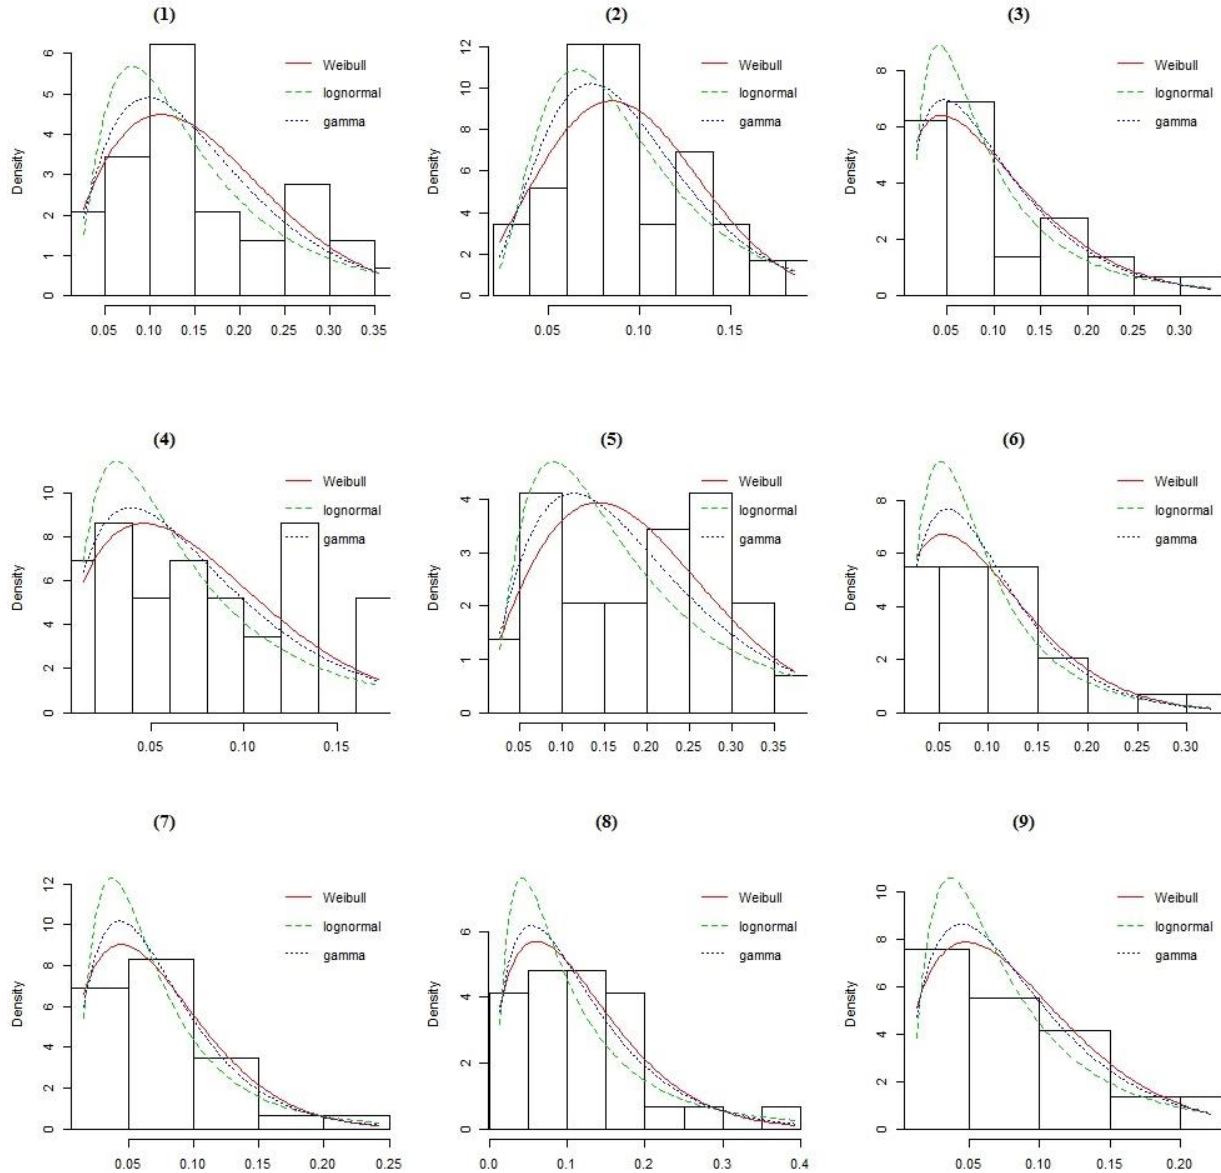 (1)
Density
6
5
4
3
2
1
0
Weibull
lognormal
gamma
0.05 0.10 0.15 0.20 0.25 0.30 0.35
(2)
Density
12
10
8
6
4
2
0
Weibull
lognormal
gamma
0.05 0.10 0.15
(3)
Density
8
6
4
2
0
Weibull
lognormal
gamma
0.05 0.10 0.15 0.20 0.25 0.30
(4)
Density
10
8
6
4
2
0
Weibull
lognormal
gamma
0.05 0.10 0.15
(5)
Density
4
3
2
1
0
Weibull
lognormal
gamma
0.05 0.10 0.15 0.20 0.25 0.30 0.35
(6)
Density
8
6
4
2
0
Weibull
lognormal
gamma
0.05 0.10 0.15 0.20 0.25 0.30
(7)
Density
12
10
8
6
4
2
0
Weibull
lognormal
gamma
0.05 0.10 0.15 0.20 0.25
(8)
Density
6
4
2
0
Weibull
lognormal
gamma
0.0 0.1 0.2 0.3 0.4
(9)
Density
10
8
6
4
2
0
Weibull
lognormal
gamma
0.05 0.10 0.15 0.20